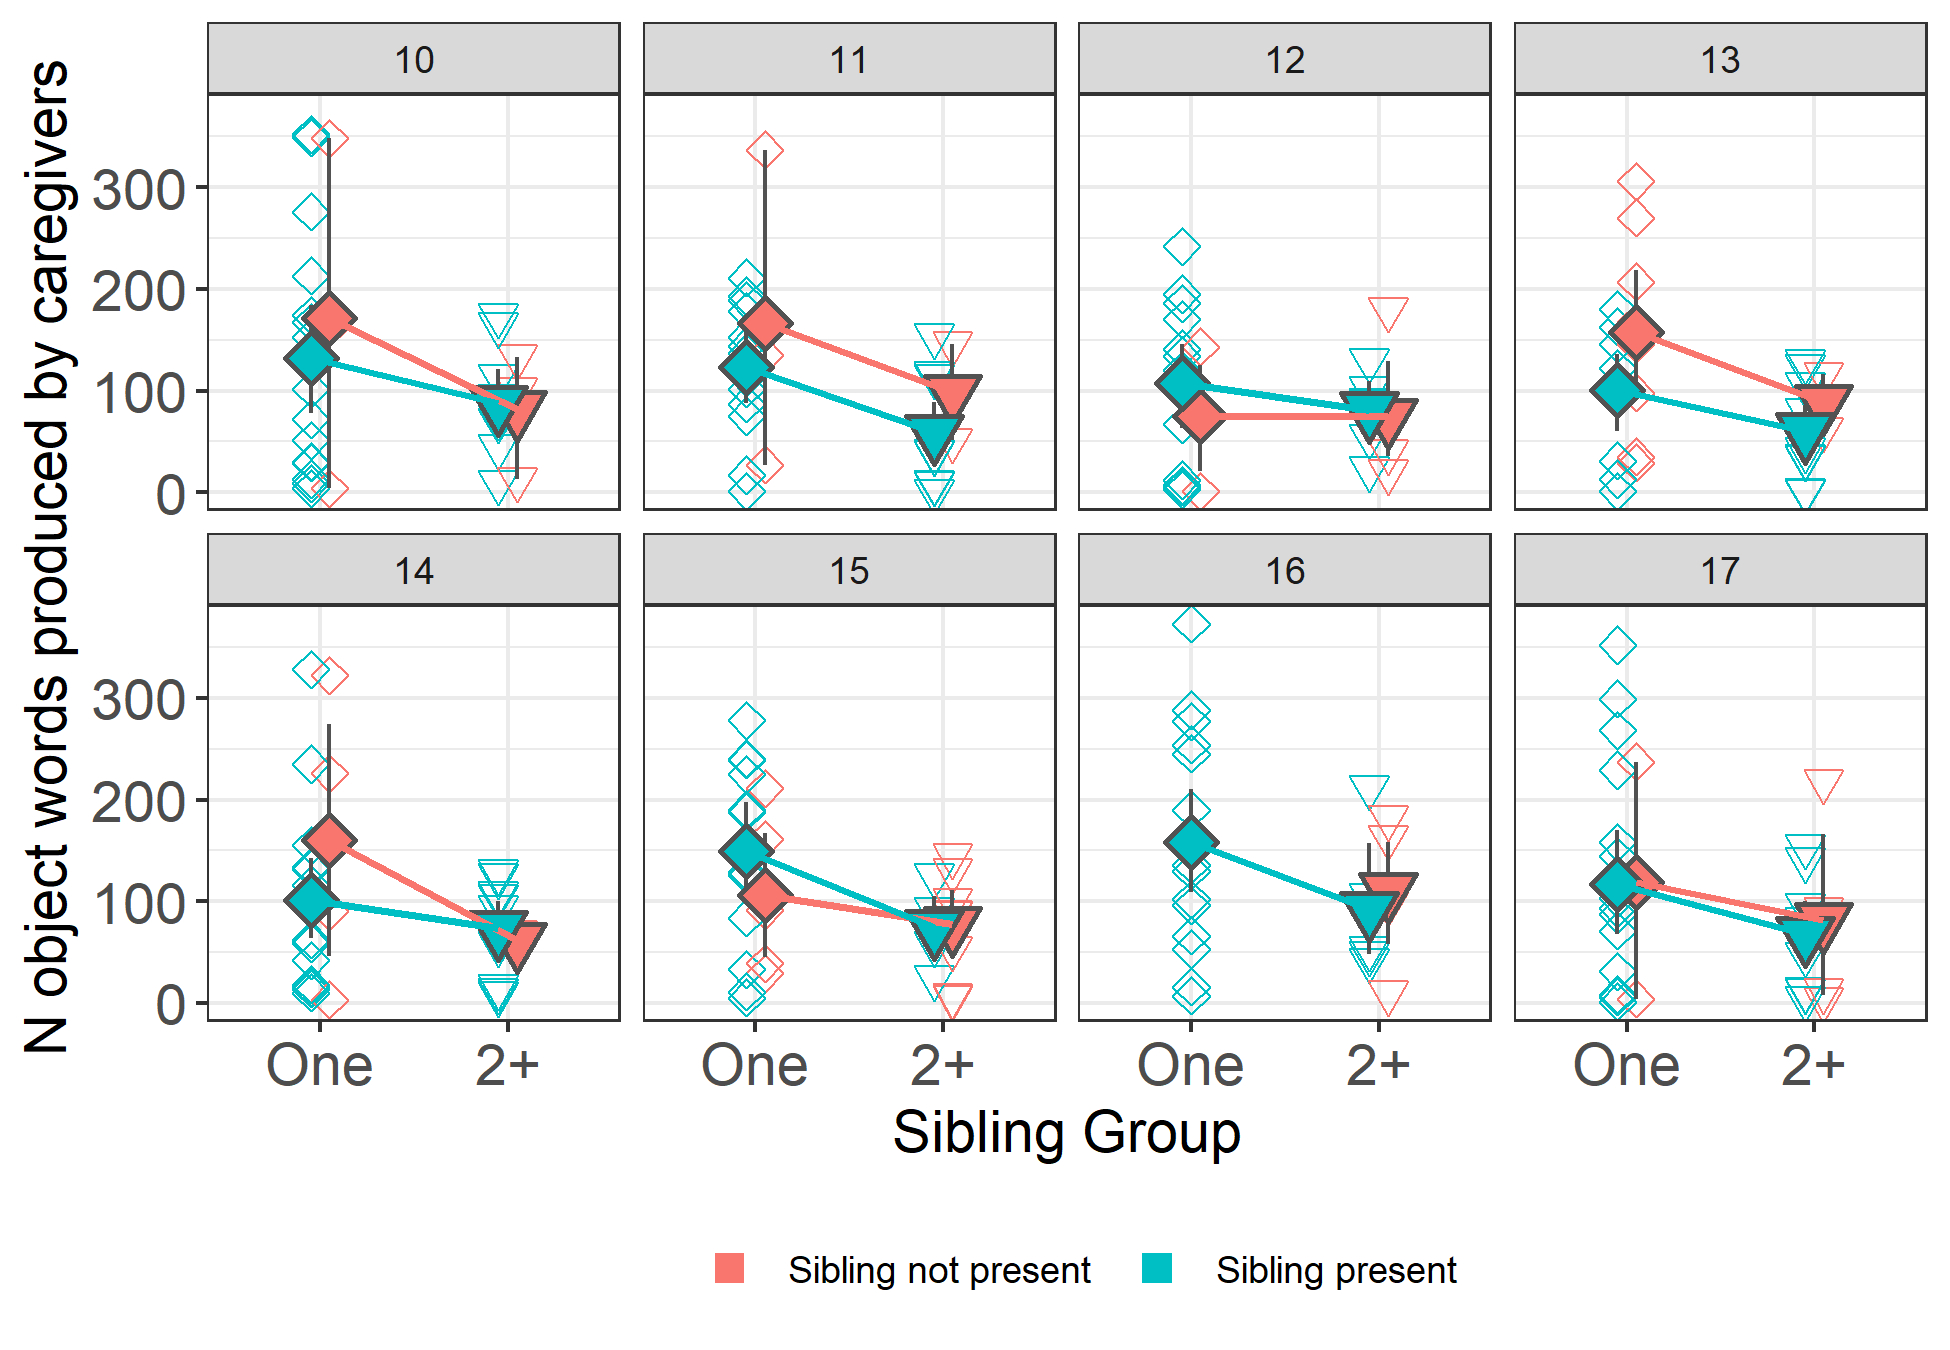 N object words produced by caregivers
10 11 12 13
300
200
100
0
14 15 16 17
300
200
100
0
One 2+ One 2+ One 2+ One 2+
Sibling Group
Sibling not present Sibling present